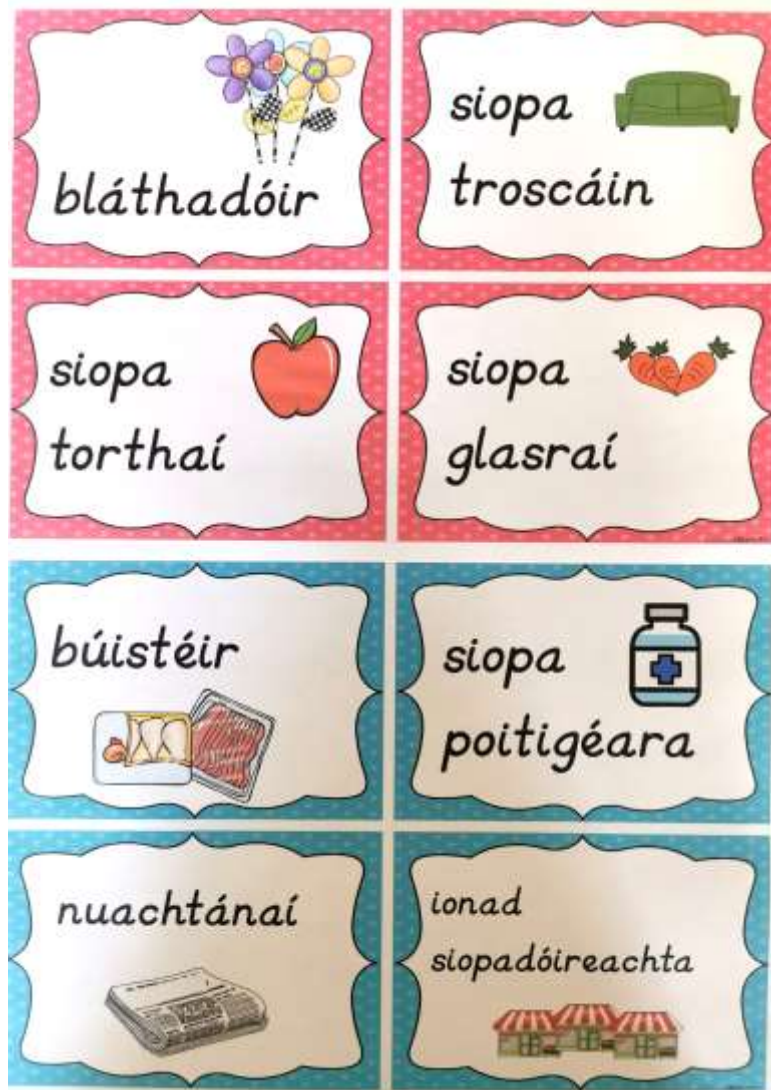 bláthadóir
siopa
troscáin
siopa
torthaí
siopa
glasraí
búistéir
siopa
poitigéara
nuachtánaí
ionad
siopadóireachta